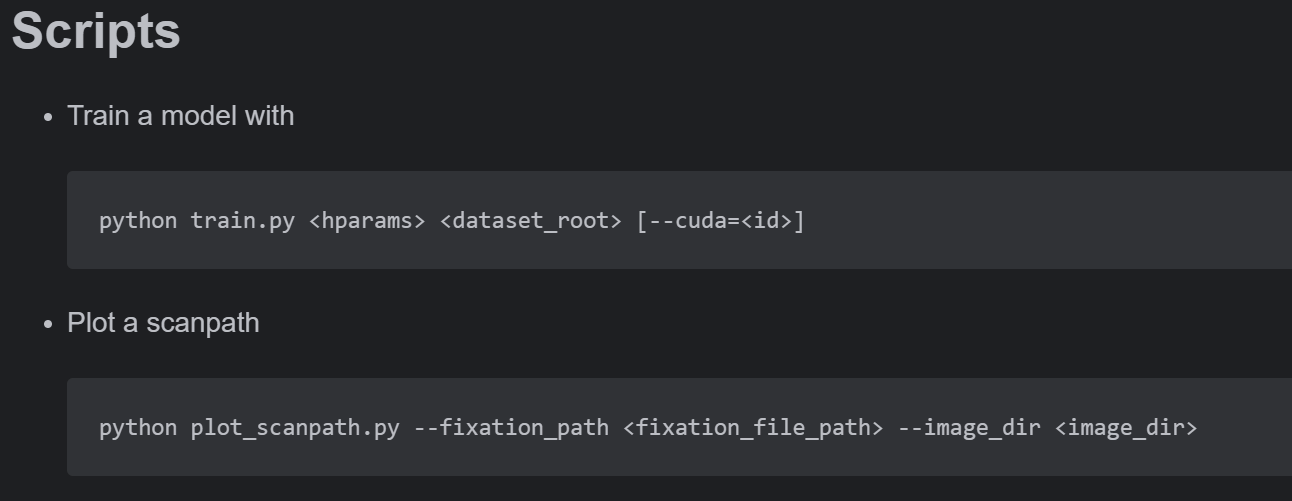 Scripts
Train a model with
python train.py <hparams> <dataset_root> [--cuda=<id>]
Plot a scanpath
python plot_scanpath.py --fixation_path <fixation_file_path> --image_dir <image_dir>